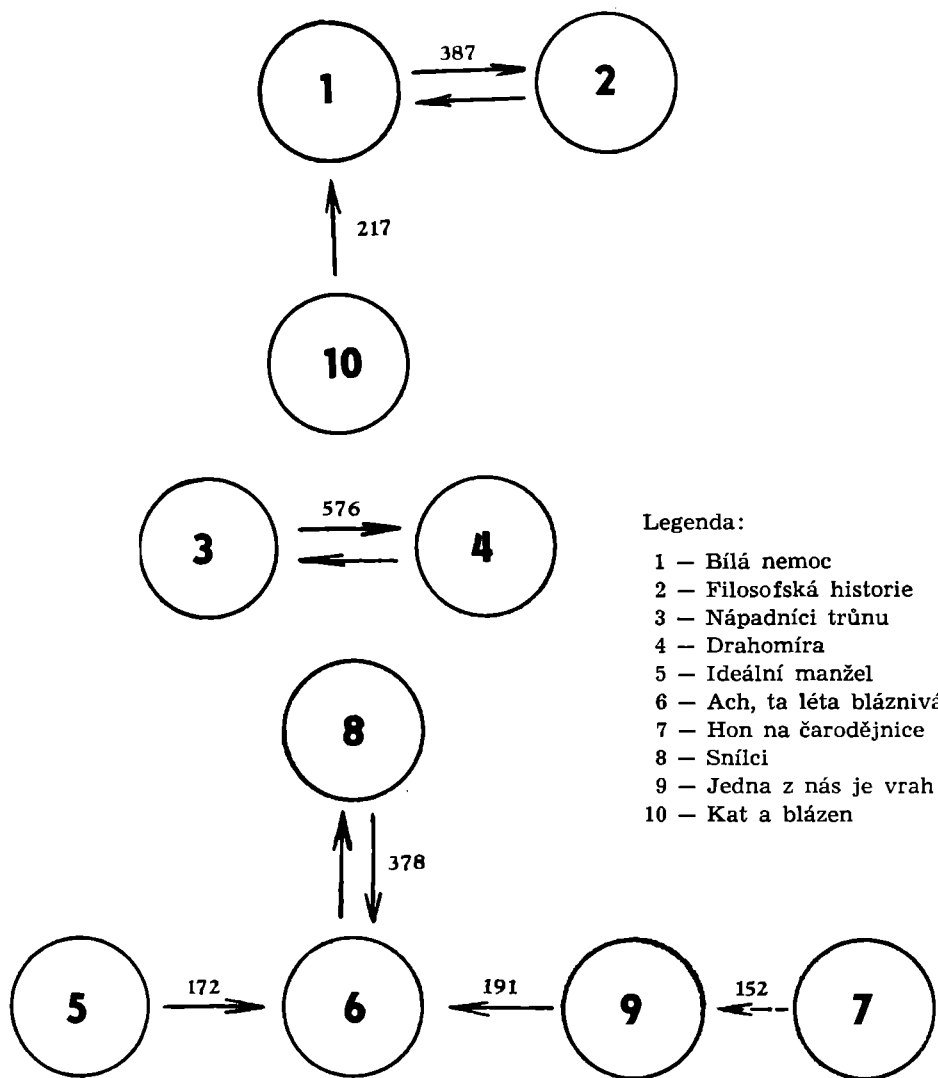 387
1
2
217
10
576
3
4
Legenda:
1 — Bílá nemoc
2 — Filosofská historie
3 — Nápadníci trůnu
4 — Drahomíra
5 — Ideální manžel
6 — Ach, ta léta bláznivá
7 — Hon na čarodějnice
8 — Snílci
9 — Jedna z nás je vrah
10 — Kat a blázen
8
378
5
172
6
191
9
152
7